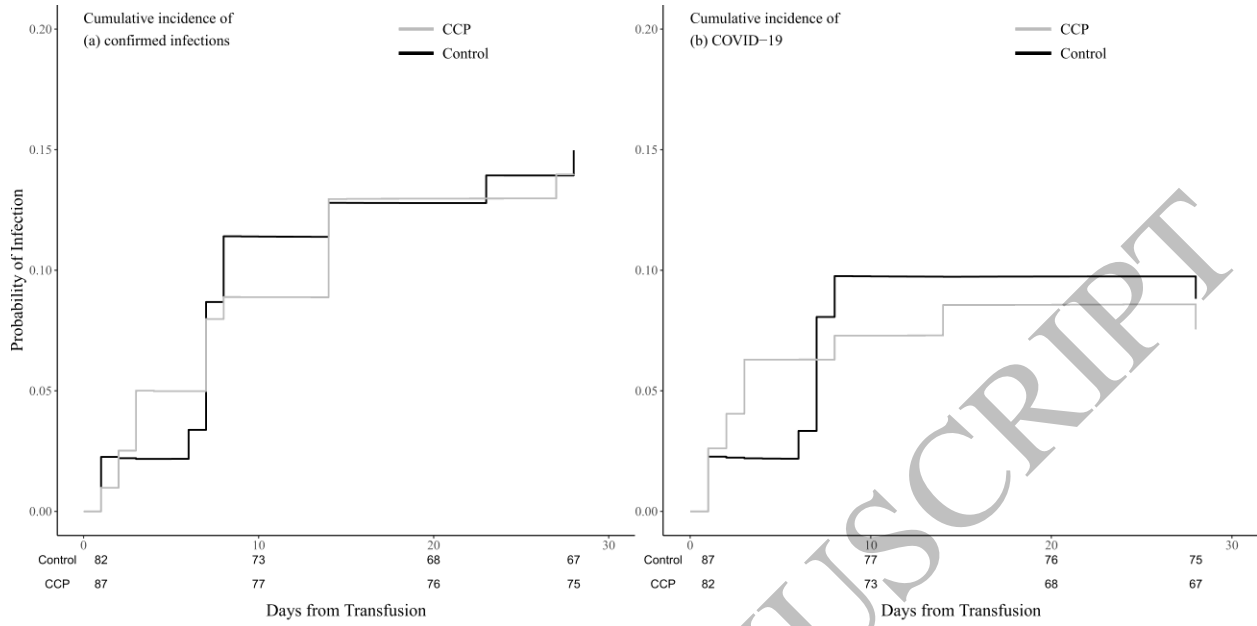 Cumulative incidence of
(a) confirmed infections
CCP
Control
Probability of Infection
0.20
0.15
0.10
0.05
0.00
0 10 20 30
Control 82 73 68 67
CCP 87 77 76 75
Days from Transfusion
Cumulative incidence of
(b) COVID−19
CCP
Control
0.20
0.15
0.10
0.05
0.00
0 10 20 30
Control 87 77 76 75
CCP 82 73 68 67
Days from Transfusion
USCRIPT